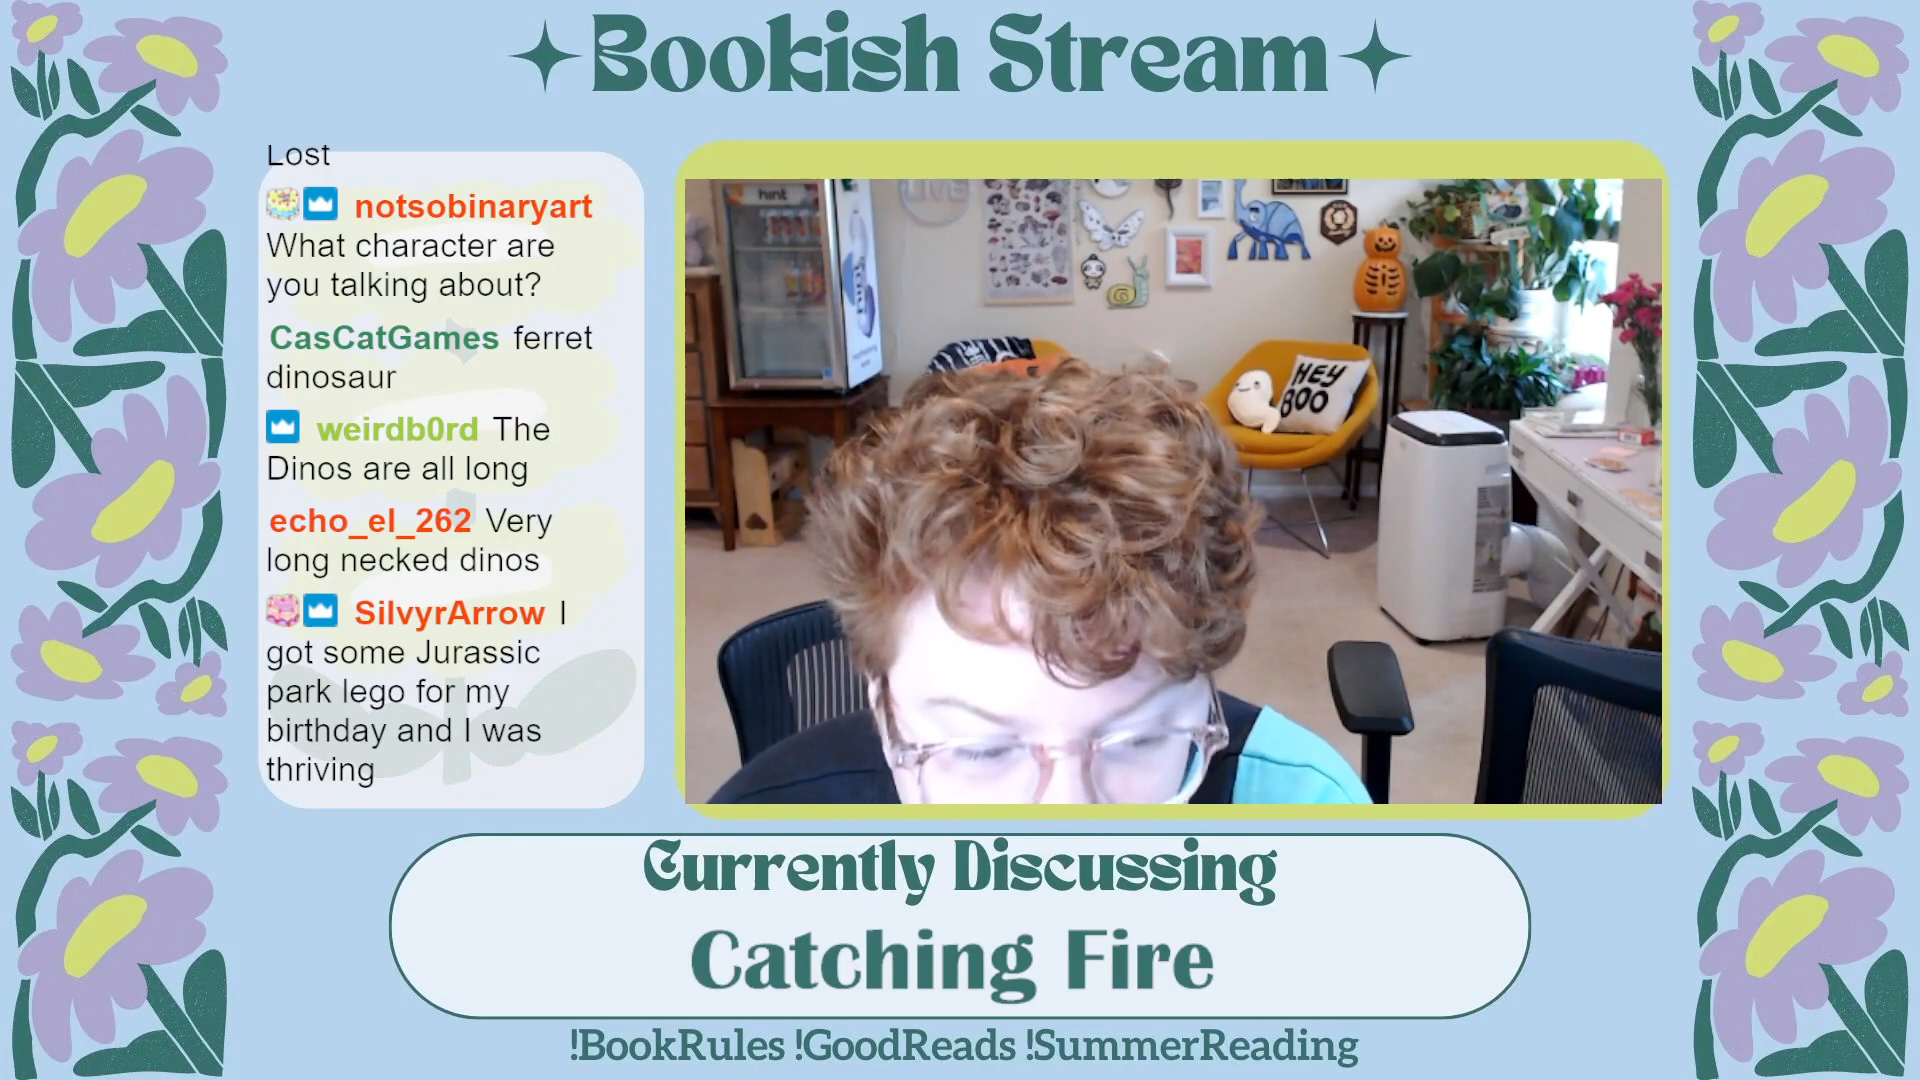 Bookish Stream
Lost
notsobinaryart
What character are
you talking about?
CasCatGames ferret
dinosaur
weirdb0rd The
Dinos are all long
echo_el_262 Very
long necked dinos
SilvyrArrow I
got some Jurassic
park lego for my
birthday and I was
thriving
hint
LIVE
HEY
BOO
Currently Discussing
Catching Fire
!BookRules !GoodReads !SummerReading